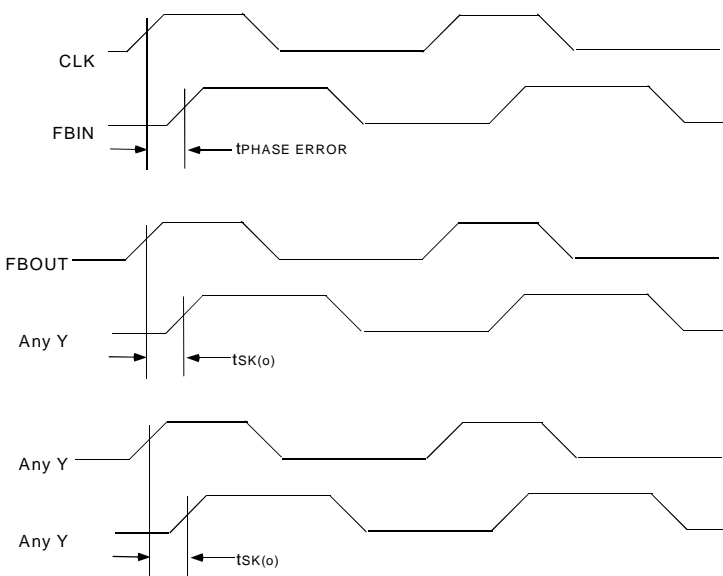 CLK
FBIN
tPHASE ERROR
FBOUT
Any Y
tSK(o)
Any Y
Any Y
tSK(o)